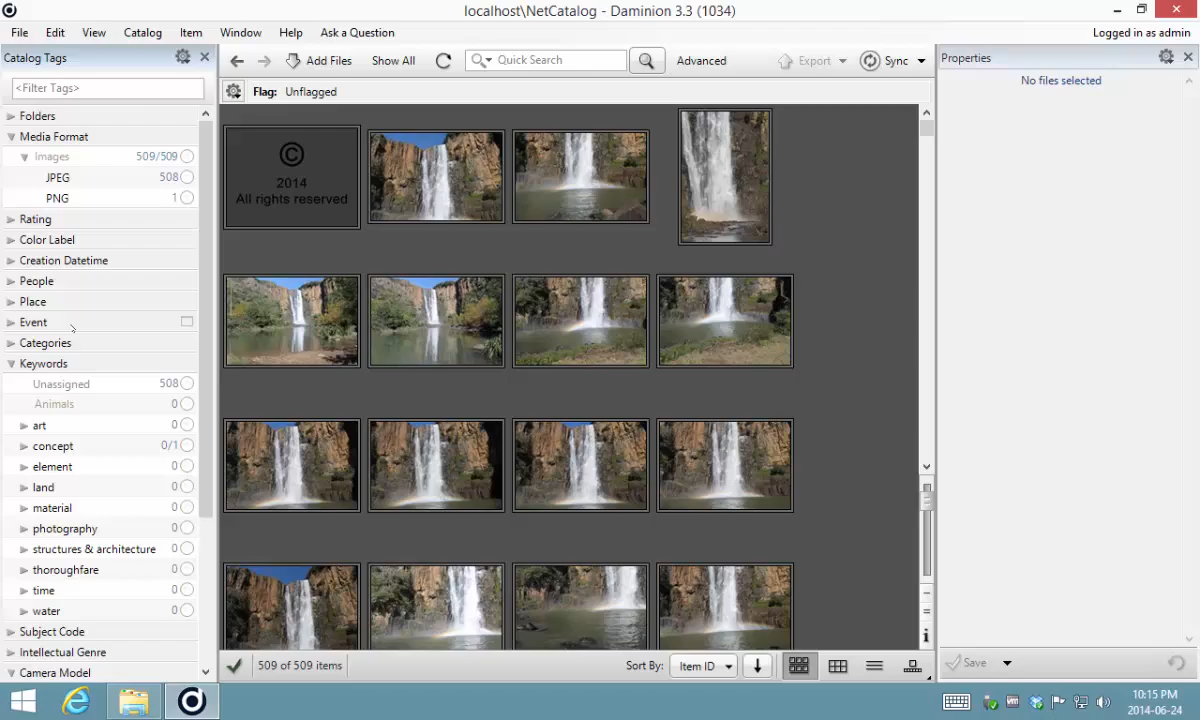 localhost\NetCatalog - Daminion 3.3 (1034)
File Edit View Catalog Item Window Help Ask a Question
Logged in as admin
Catalog Tags
<Filter Tags>
Folders
Media Format
Images 509/509
JPEG 508
PNG 1
Rating
Color Label
Creation Datetime
People
Place
Event
Categories
Keywords
Unassigned 508
Animals 0
art 0
concept 0/1
element 0
land 0
material 0
photography 0
structures & architecture 0
thoroughfare 0
time 0
water 0
Subject Code
Intellectual Genre
Camera Model
Add Files Show All Quick Search Advanced Export Sync
Flag: Unflagged
©
2014
All rights reserved
509 of 509 items
Sort By: Item ID
Properties
No files selected
Save
10:15 PM
2014-06-24